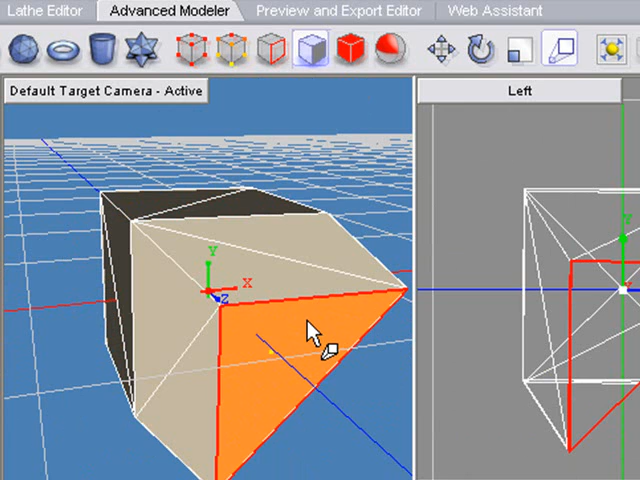 Lathe Editor Advanced Modeler Preview and Export Editor Web Assistant
Default Target Camera - Active
Left
Y
X
Z
Y